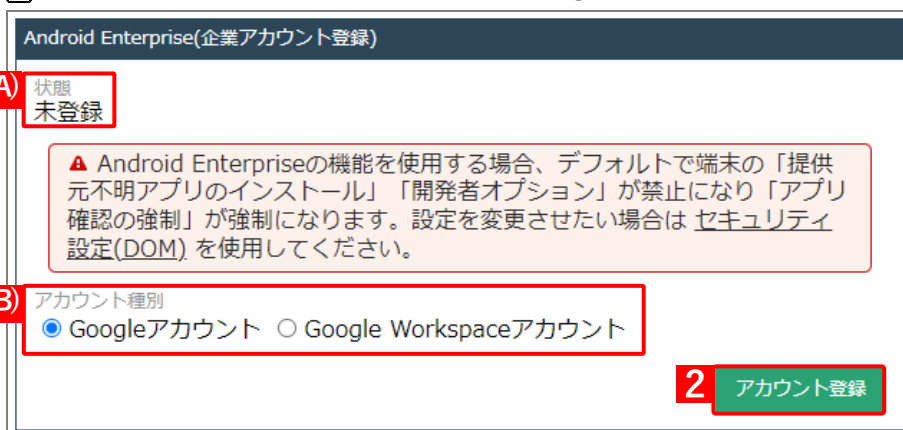 Android Enterprise(企業アカウント登録)
A) 状態
未登録
Android Enterpriseの機能を使用する場合、デフォルトで端末の「提供
元不明アプリのインストール」「開発者オプション」が禁止になり「アプリ
確認の強制」が強制になります。設定を変更させたい場合は セキュリティ
設定(DOM) を使用してください。
B) アカウント種別
Googleアカウント Google Workspaceアカウント
2 アカウント登録